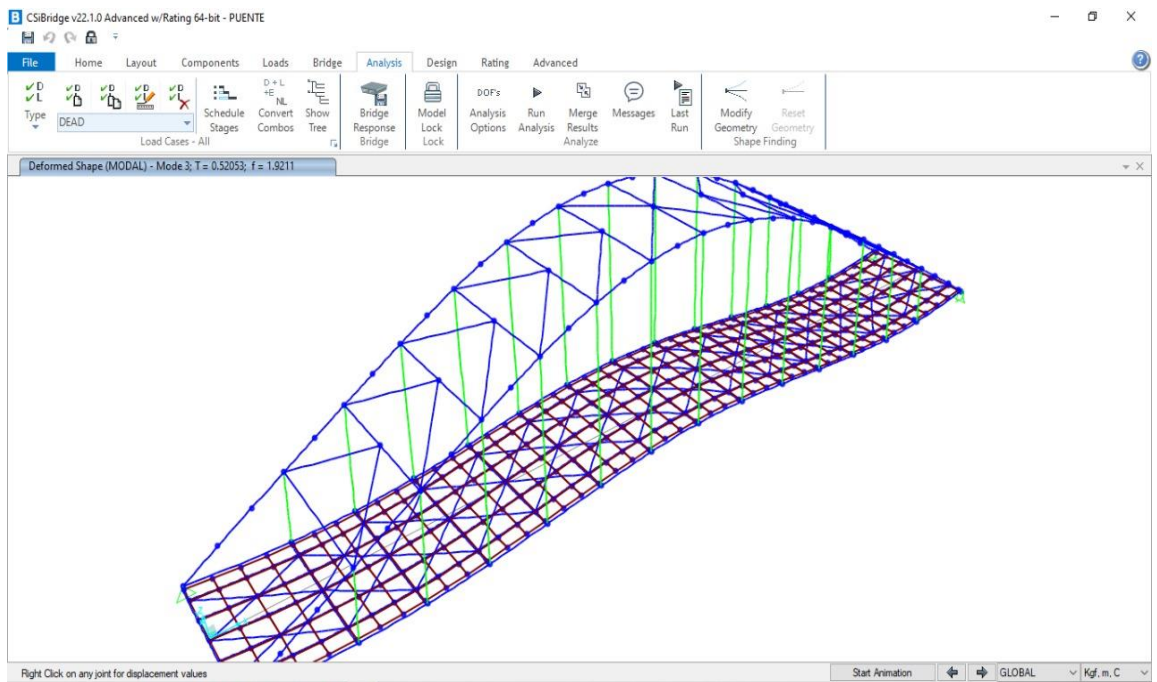 B CSiBridge v22.1.0 Advanced w/Rating 64-bit - PUENTE
File Home Layout Components Loads Bridge Analysis Design Rating Advanced
Type
DEAD
Load Cases - All
Schedule Stages
D + L +E NL
Convert Combos
Show Tree
Bridge Response
Bridge
Model Lock
Lock
DOF's
Analysis Options
Run Analysis
Merge Results
Messages
Last Run
Analyze
Modify Geometry
Reset Geometry
Shape Finding
Deformed Shape (MODAL) - Mode 3; T = 0.52053; f = 1.9211
Right Click on any joint for displacement values
Start Animation
GLOBAL
Kgf, m, C